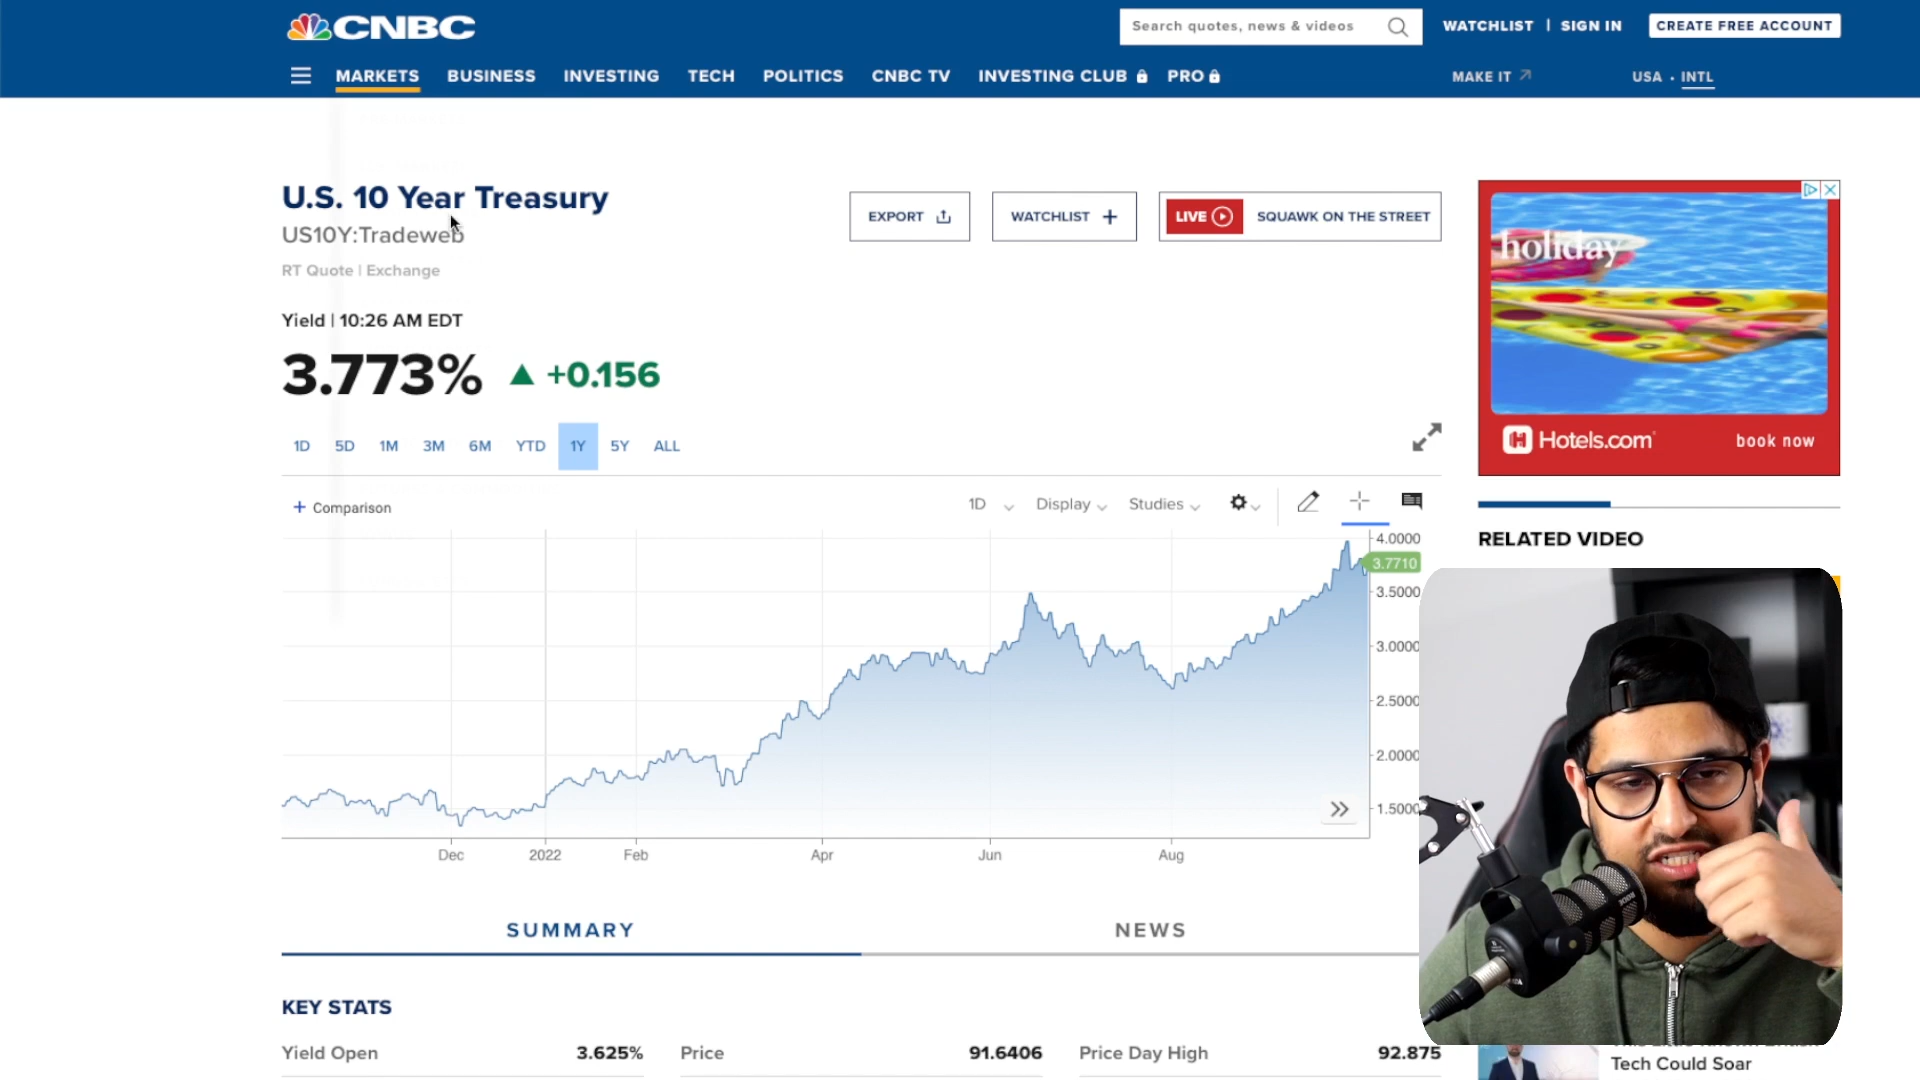 CNBC
Search quotes, news & videos
WATCHLIST | SIGN IN
CREATE FREE ACCOUNT
MARKETS BUSINESS INVESTING TECH POLITICS CNBC TV INVESTING CLUB PRO
MAKE IT
USA • INTL
U.S. 10 Year Treasury
US10Y:Tradeweb
RT Quote | Exchange
EXPORT
WATCHLIST +
LIVE
SQUAWK ON THE STREET
Yield | 10:26 AM EDT
3.773% ▲ +0.156
1D 5D 1M 3M 6M YTD 1Y 5Y ALL
+ Comparison
1D Display Studies
4.0000
3.7710
3.5000
3.0000
2.5000
2.0000
1.5000
Dec 2022 Feb Apr Jun Aug
SUMMARY
NEWS
KEY STATS
Yield Open 3.625%
Price 91.6406
Price Day High 92.875
holiday
Hotels.com
book now
RELATED VIDEO
Tech Could Soar